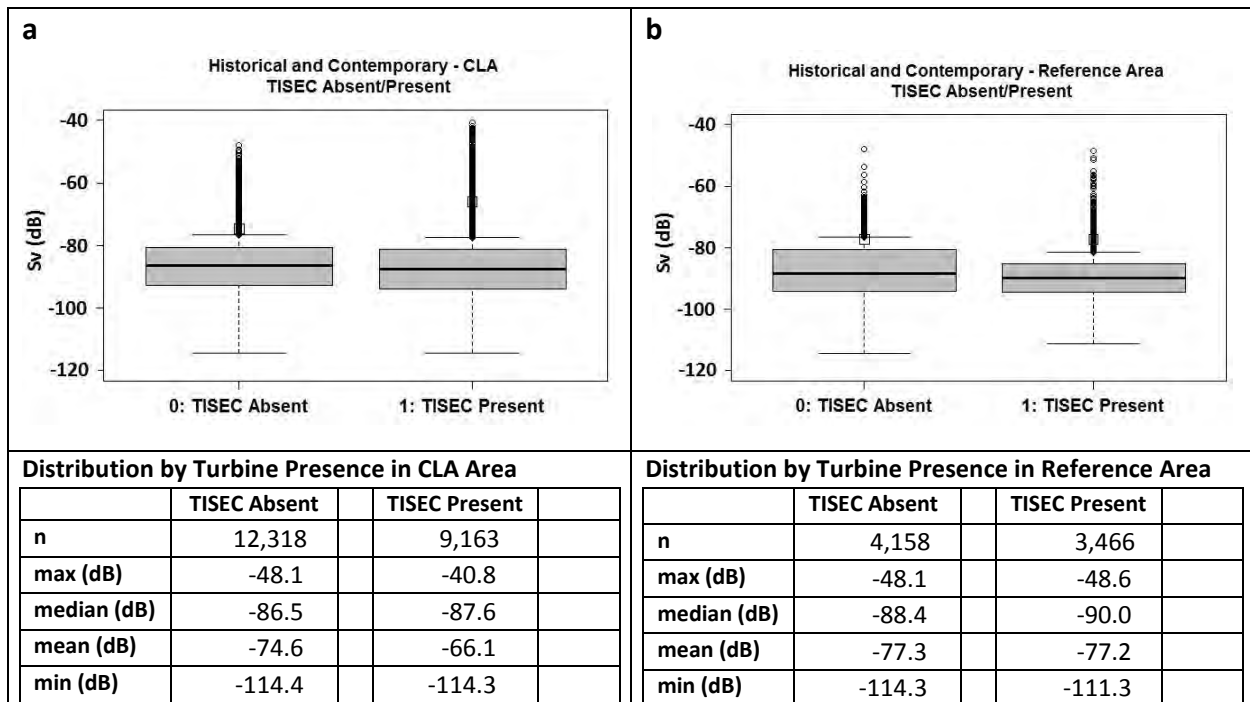 a
Historical and Contemporary - CLA
TISEC Absent/Present
Sv (dB)
-40
-60
-80
-100
-120
0: TISEC Absent
1: TISEC Present
b
Historical and Contemporary - Reference Area
TISEC Absent/Present
Sv (dB)
-40
-60
-80
-100
-120
0: TISEC Absent
1: TISEC Present
Distribution by Turbine Presence in CLA Area
TISEC Absent TISEC Present
n 12,318 9,163
max (dB) -48.1 -40.8
median (dB) -86.5 -87.6
mean (dB) -74.6 -66.1
min (dB) -114.4 -114.3
Distribution by Turbine Presence in Reference Area
TISEC Absent TISEC Present
n 4,158 3,466
max (dB) -48.1 -48.6
median (dB) -88.4 -90.0
mean (dB) -77.3 -77.2
min (dB) -114.3 -111.3